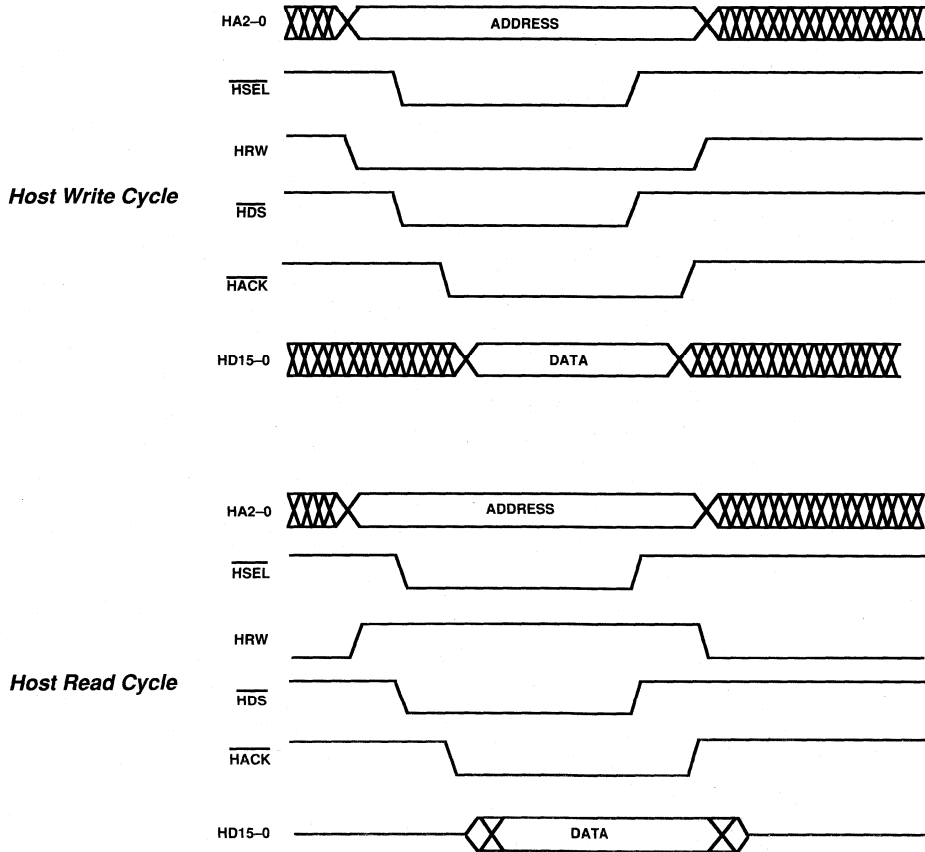 HA2–0 ADDRESS
HSEL
HRW
Host Write Cycle
HDS
HACK
HD15–0 DATA
HA2–0 ADDRESS
HSEL
HRW
Host Read Cycle
HDS
HACK
HD15–0 DATA